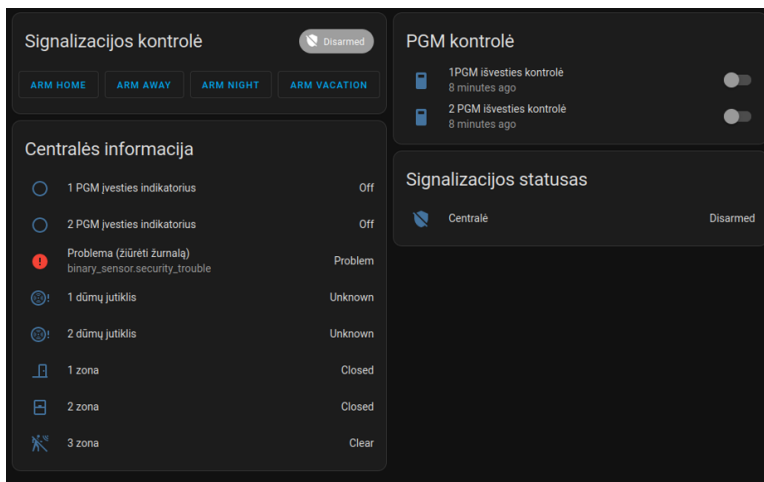 Signalizacijos kontrolė
Disarmed
ARM HOME
ARM AWAY
ARM NIGHT
ARM VACATION
Centralės informacija
1 PGM įvesties indikatorius
Off
2 PGM įvesties indikatorius
Off
Problema (žiūrėti žurnalą)
binary_sensor.security_trouble
Problem
1 dūmų jutiklis
Unknown
2 dūmų jutiklis
Unknown
1 zona
Closed
2 zona
Closed
3 zona
Clear
PGM kontrolė
1PGM išvesties kontrolė
8 minutes ago
2 PGM išvesties kontrolė
8 minutes ago
Signalizacijos statusas
Centralė
Disarmed